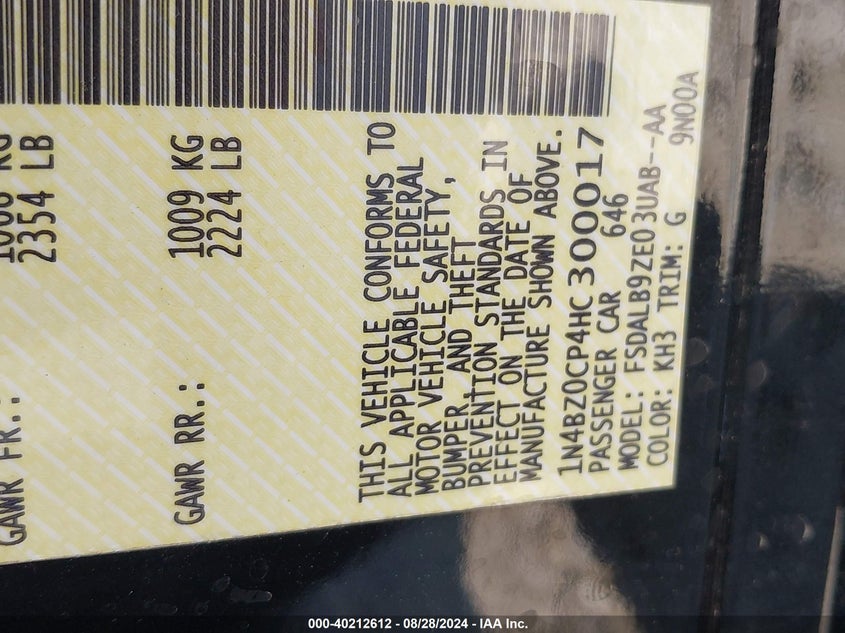 GAWR FR.:
2354 LB
GAWR RR.: 1009 KG
2224 LB
THIS VEHICLE CONFORMS TO
ALL APPLICABLE FEDERAL
MOTOR VEHICLE SAFETY,
BUMPER, AND THEFT
PREVENTION STANDARDS IN
EFFECT ON THE DATE OF
MANUFACTURE SHOWN ABOVE.
1N4BZ0CP4HC300017
PASSENGER CAR 646
MODEL: FSDALB9ZE03UAB--AA
COLOR: KH3 TRIM: G 9N00A
000-40212612 - 08/28/2024 - IAA Inc.